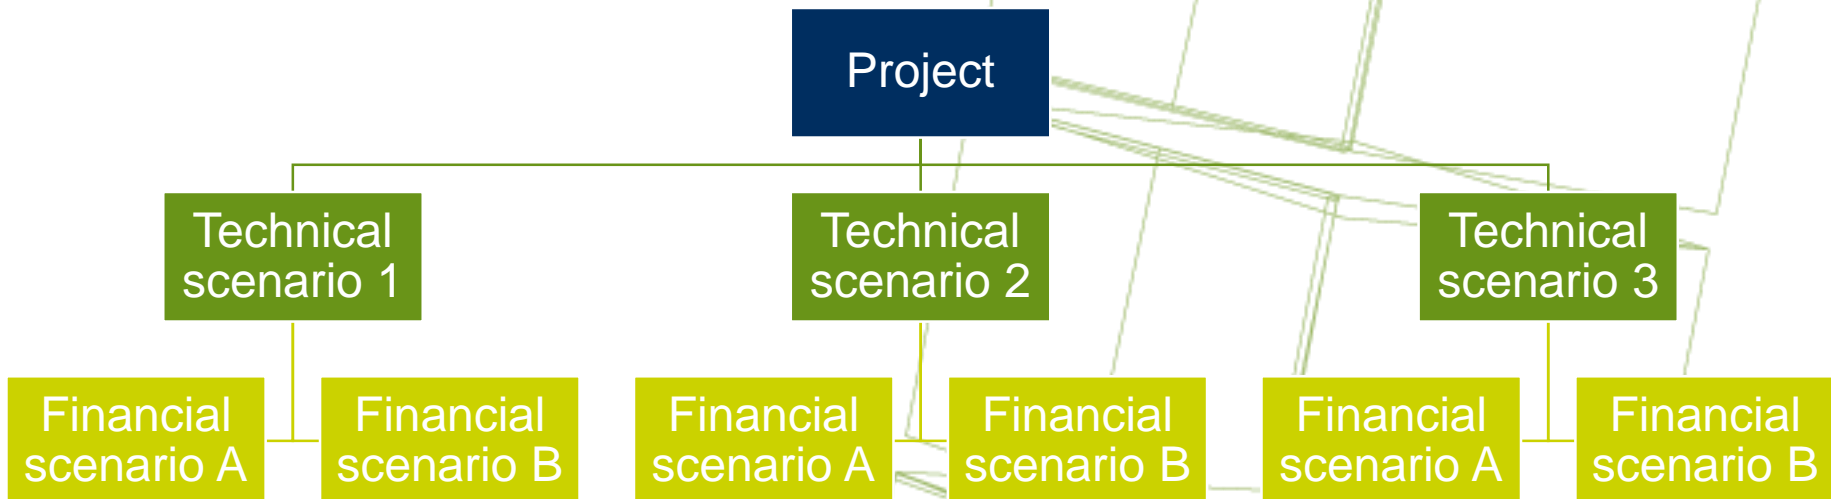 Project
Technical
scenario 1
Technical
scenario 2
Technical
scenario 3
Financial
scenario A
Financial
scenario B
Financial
scenario A
Financial
scenario B
Financial
scenario A
Financial
scenario B